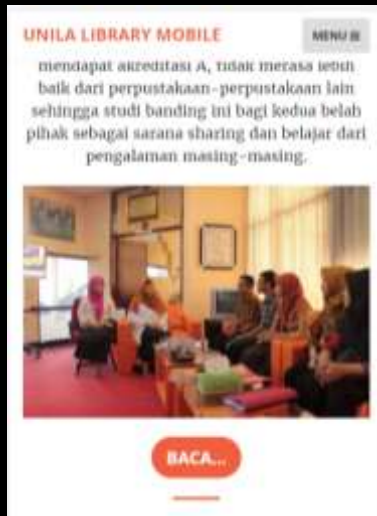 UNILA LIBRARY MOBILE
MENU
mendapat akreditasi A, tidak merasa lebih
baik dari perpustakaan-perpustakaan lain
sehingga studi banding ini bagi kedua belah
pihak sebagai sarana sharing dan belajar dari
pengalaman masing-masing.
BACA...